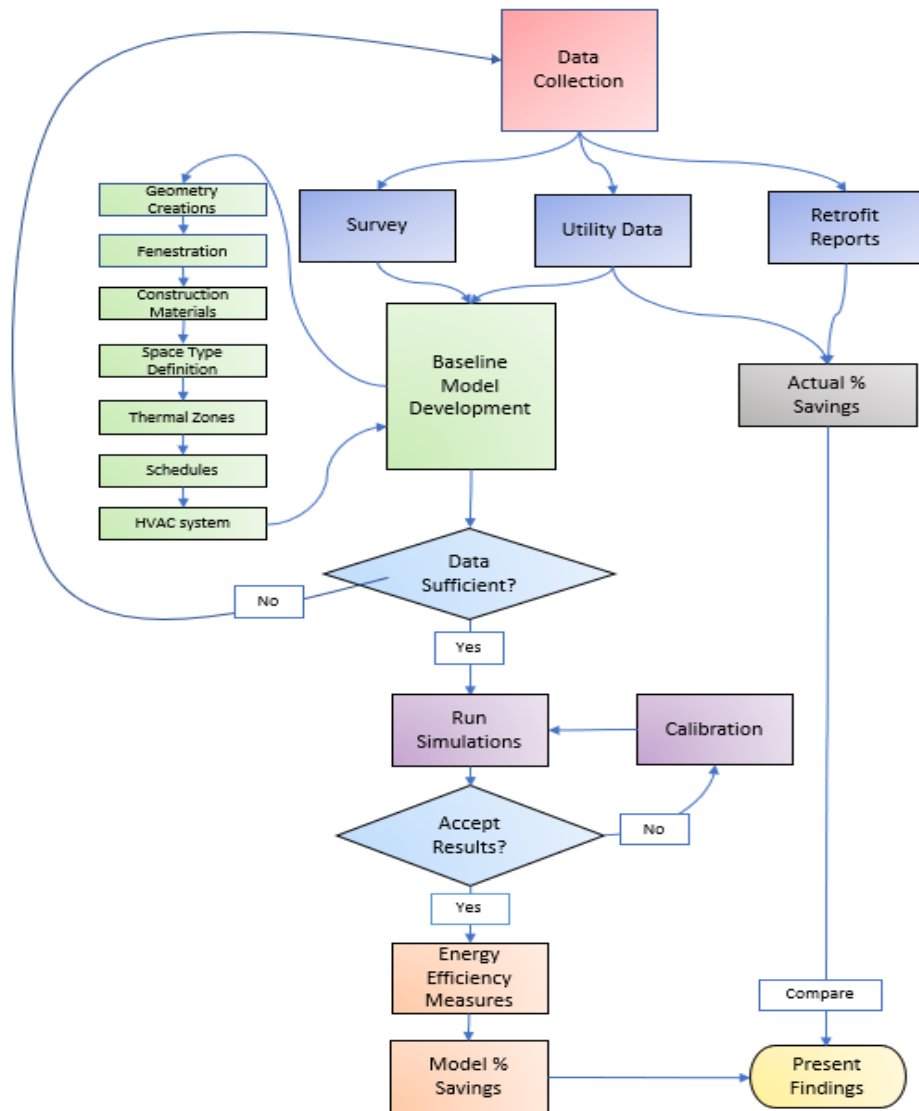 Data
Collection
Geometry
Creations
Fenestration
Construction
Materials
Space Type
Definition
Thermal Zones
Schedules
HVAC system
Survey
Utility Data
Retrofit
Reports
Baseline
Model
Development
Actual %
Savings
Data
Sufficient?
No
Yes
Run
Simulations
Calibration
Accept
Results?
No
Yes
Energy
Efficiency
Measures
Compare
Model %
Savings
Present
Findings